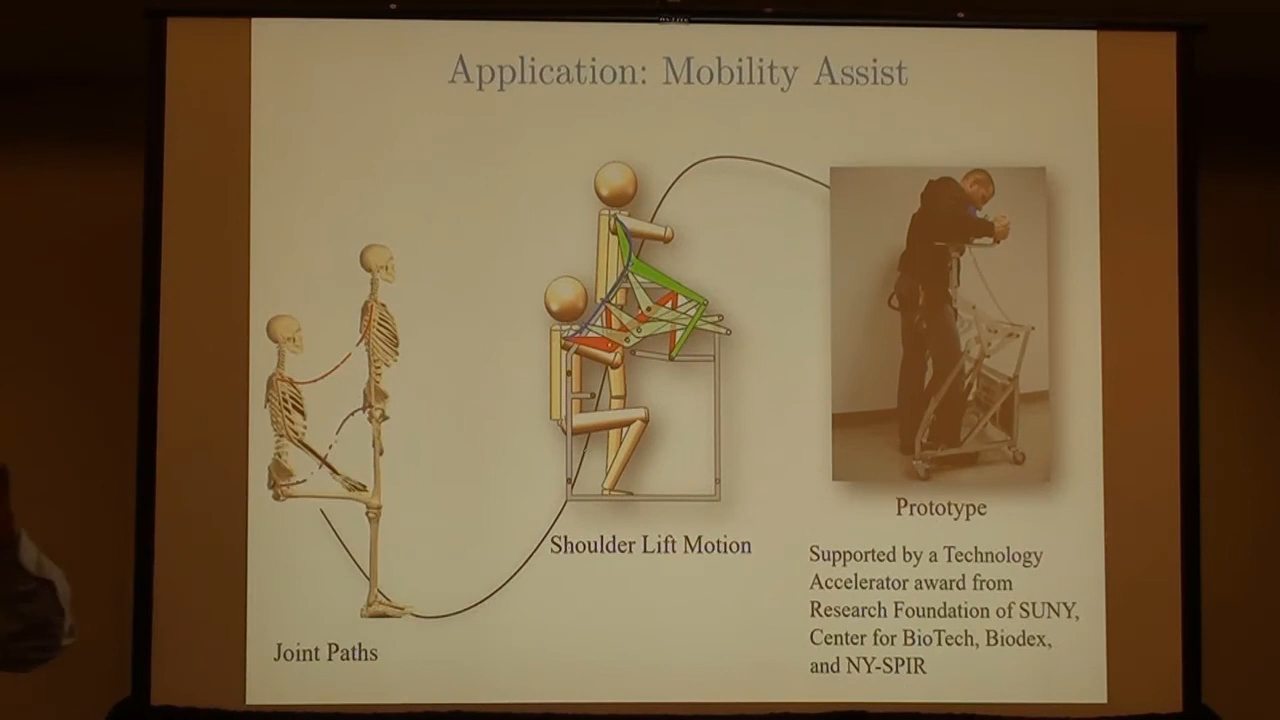 Application: Mobility Assist
Shoulder Lift Motion
Joint Paths
Prototype
Supported by a Technology
Accelerator award from
Research Foundation of SUNY,
Center for BioTech, Biodex,
and NY-SPIR